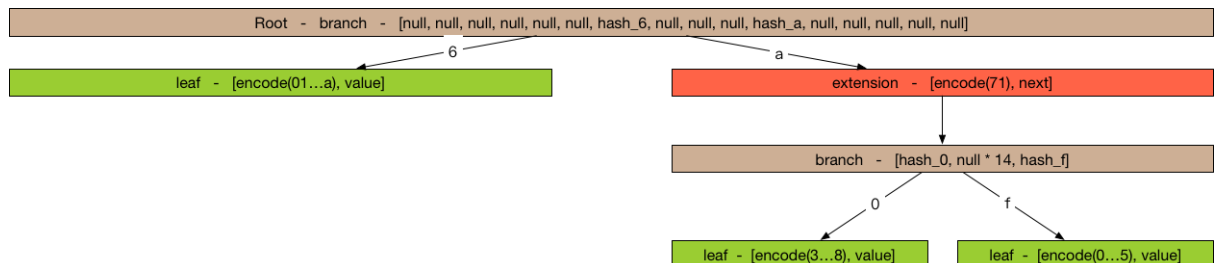 Root - branch - [null, null, null, null, null, null, hash_6, null, null, null, hash_a, null, null, null, null, null]
6
a
leaf - [encode(01…a), value]
extension - [encode(71), next]
branch - [hash_0, null * 14, hash_f]
0
f
leaf - [encode(3…8), value]
leaf - [encode(0…5), value]